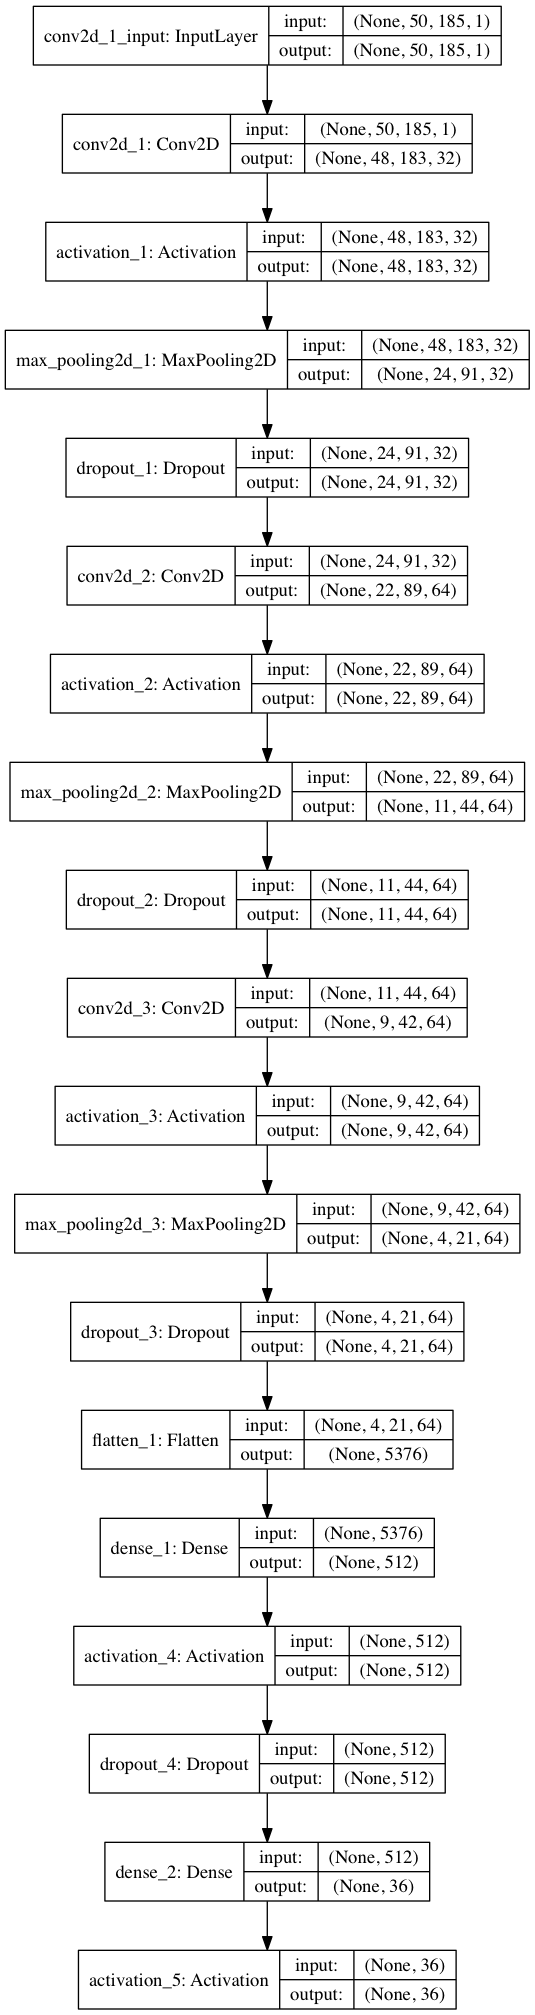 conv2d_1_input: InputLayer
input: (None, 50, 185, 1)
output: (None, 50, 185, 1)
conv2d_1: Conv2D
input: (None, 50, 185, 1)
output: (None, 48, 183, 32)
activation_1: Activation
input: (None, 48, 183, 32)
output: (None, 48, 183, 32)
max_pooling2d_1: MaxPooling2D
input: (None, 48, 183, 32)
output: (None, 24, 91, 32)
dropout_1: Dropout
input: (None, 24, 91, 32)
output: (None, 24, 91, 32)
conv2d_2: Conv2D
input: (None, 24, 91, 32)
output: (None, 22, 89, 64)
activation_2: Activation
input: (None, 22, 89, 64)
output: (None, 22, 89, 64)
max_pooling2d_2: MaxPooling2D
input: (None, 22, 89, 64)
output: (None, 11, 44, 64)
dropout_2: Dropout
input: (None, 11, 44, 64)
output: (None, 11, 44, 64)
conv2d_3: Conv2D
input: (None, 11, 44, 64)
output: (None, 9, 42, 64)
activation_3: Activation
input: (None, 9, 42, 64)
output: (None, 9, 42, 64)
max_pooling2d_3: MaxPooling2D
input: (None, 9, 42, 64)
output: (None, 4, 21, 64)
dropout_3: Dropout
input: (None, 4, 21, 64)
output: (None, 4, 21, 64)
flatten_1: Flatten
input: (None, 4, 21, 64)
output: (None, 5376)
dense_1: Dense
input: (None, 5376)
output: (None, 512)
activation_4: Activation
input: (None, 512)
output: (None, 512)
dropout_4: Dropout
input: (None, 512)
output: (None, 512)
dense_2: Dense
input: (None, 512)
output: (None, 36)
activation_5: Activation
input: (None, 36)
output: (None, 36)